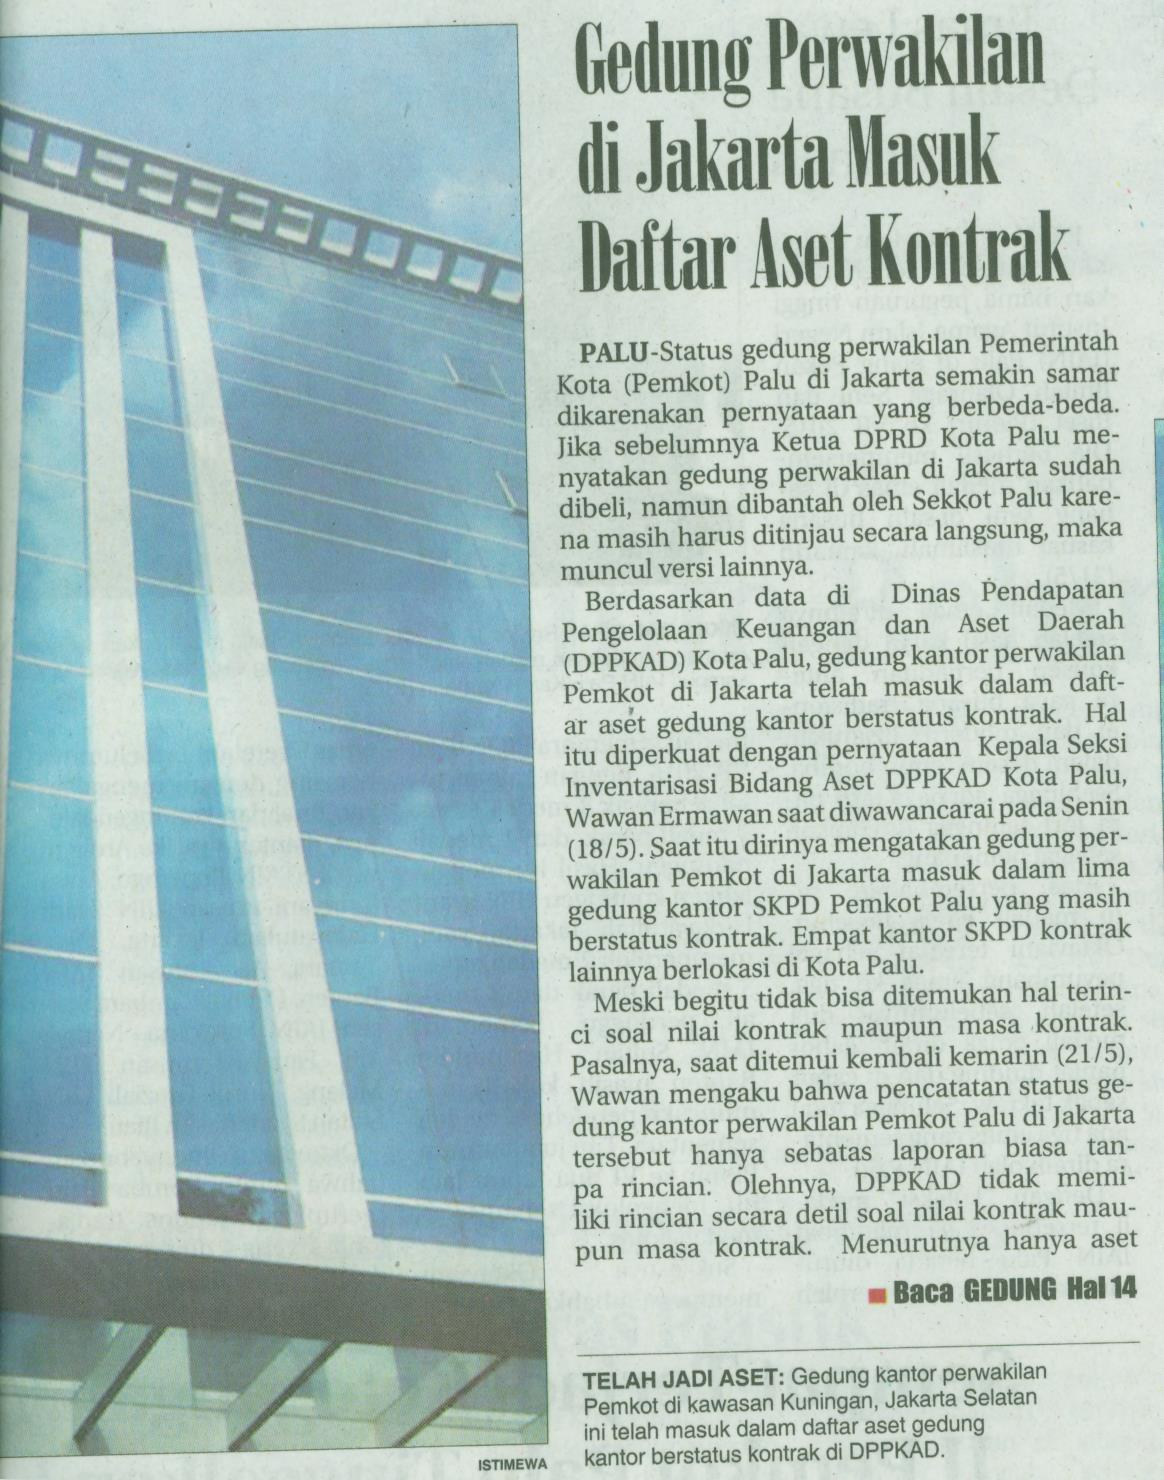 Gedung Perwakilan
di Jakarta Masuk
Daftar Aset Kontrak
PALU-Status gedung perwakilan Pemerintah
Kota (Pemkot) Palu di Jakarta semakin samar
dikarenakan pernyataan yang berbeda-beda.
Jika sebelumnya Ketua DPRD Kota Palu me-
nyatakan gedung perwakilan di Jakarta sudah
dibeli, namun dibantah oleh Sekkot Palu kare-
na masih harus ditinjau secara langsung, maka
muncul versi lainnya.
Berdasarkan data di Dinas Pendapatan
Pengelolaan Keuangan dan Aset Daerah
(DPPKAD) Kota Palu, gedung kantor perwakilan
Pemkot di Jakarta telah masuk dalam daft-
ar aset gedung kantor berstatus kontrak. Hal
itu diperkuat dengan pernyataan Kepala Seksi
Inventarisasi Bidang Aset DPPKAD Kota Palu,
Wawan Ermawan saat diwawancarai pada Senin
(18/5). Saat itu dirinya mengatakan gedung per-
wakilan Pemkot di Jakarta masuk dalam lima
gedung kantor SKPD Pemkot Palu yang masih
berstatus kontrak. Empat kantor SKPD kontrak
lainnya berlokasi di Kota Palu.
Meski begitu tidak bisa ditemukan hal terin-
ci soal nilai kontrak maupun masa kontrak.
Pasalnya, saat ditemui kembali kemarin (21/5),
Wawan mengaku bahwa pencatatan status ge-
dung kantor perwakilan Pemkot Palu di Jakarta
tersebut hanya sebatas laporan biasa tan-
pa rincian. Olehnya, DPPKAD tidak memi-
liki rincian secara detil soal nilai kontrak mau-
pun masa kontrak. Menurutnya hanya aset
Baca GEDUNG Hal 14
TELAH JADI ASET: Gedung kantor perwakilan
Pemkot di kawasan Kuningan, Jakarta Selatan
ini telah masuk dalam daftar aset gedung
kantor berstatus kontrak di DPPKAD.
ISTIMEWA